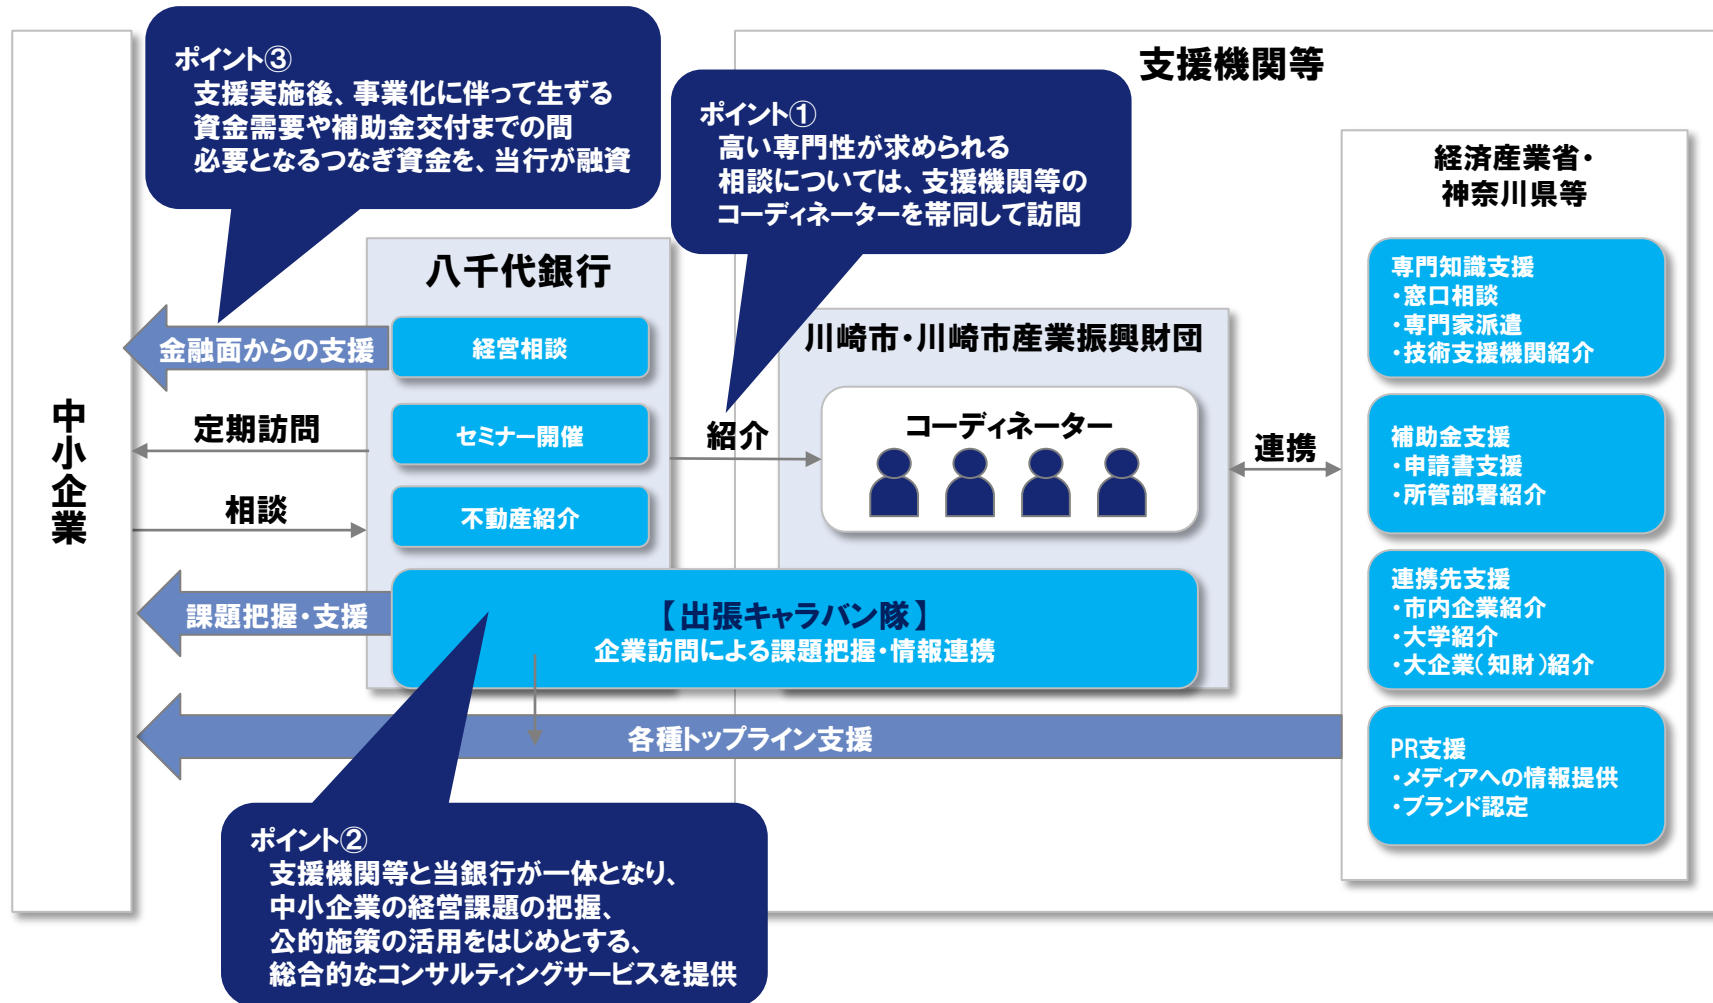 ポイント③
支援実施後、事業化に伴って生ずる
資金需要や補助金交付までの間
必要となるつなぎ資金を、当行が融資
支援機関等
ポイント①
高い専門性が求められる
相談については、支援機関等の
コーディネーターを帯同して訪問
経済産業省・
神奈川県等
八千代銀行
専門知識支援
・窓口相談
・専門家派遣
・技術支援機関紹介
金融面からの支援
経営相談
川崎市・川崎市産業振興財団
中小企業
定期訪問
セミナー開催
紹介
コーディネーター
連携
補助金支援
・申請書支援
・所管部署紹介
相談
不動産紹介
課題把握・支援
【出張キャラバン隊】
企業訪問による課題把握・情報連携
連携先支援
・市内企業紹介
・大学紹介
・大企業(知財)紹介
各種トップライン支援
PR支援
・メディアへの情報提供
・ブランド認定
ポイント②
支援機関等と当銀行が一体となり、
中小企業の経営課題の把握、
公的施策の活用をはじめとする、
総合的なコンサルティングサービスを提供